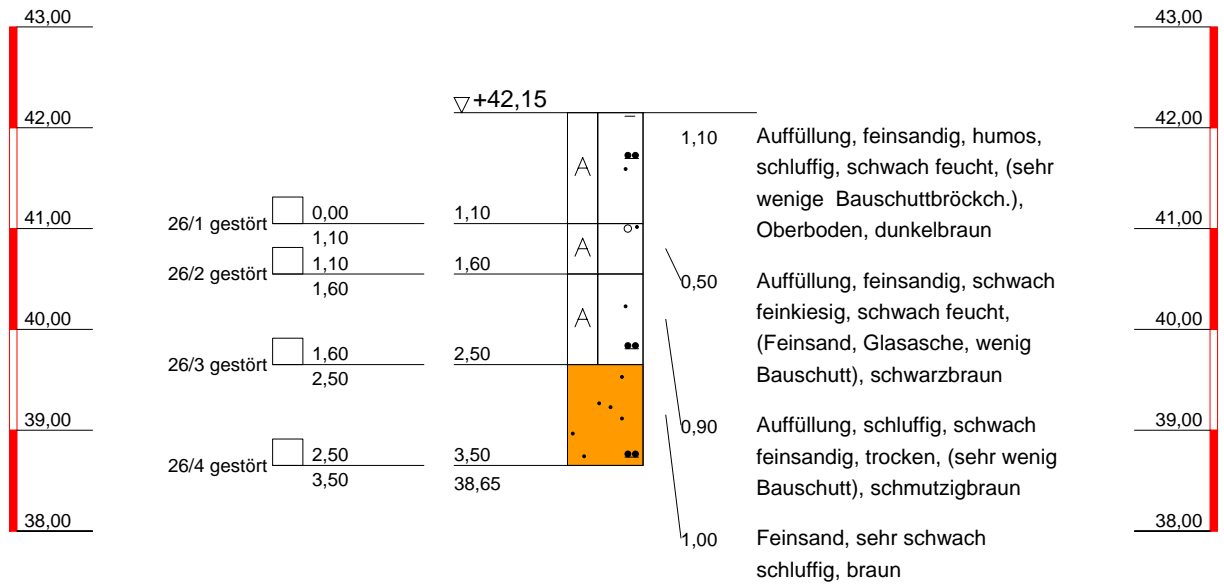 43,00
42,00
41,00
40,00
39,00
38,00
26/1 gestört
0,00
1,10
26/2 gestört
1,10
1,60
26/3 gestört
1,60
2,50
26/4 gestört
2,50
3,50
+42,15
1,10
1,60
2,50
3,50
38,65
A
A
A
1,10
Auffüllung, feinsandig, humos,
schluffig, schwach feucht, (sehr
wenige Bauschuttbröckch.),
Oberboden, dunkelbraun
0,50
Auffüllung, feinsandig, schwach
feinkiesig, schwach feucht,
(Feinsand, Glasasche, wenig
Bauschutt), schwarzbraun
0,90
Auffüllung, schluffig, schwach
feinsandig, trocken, (sehr wenig
Bauschutt), schmutzigbraun
1,00
Feinsand, sehr schwach
schluffig, braun
43,00
42,00
41,00
40,00
39,00
38,00